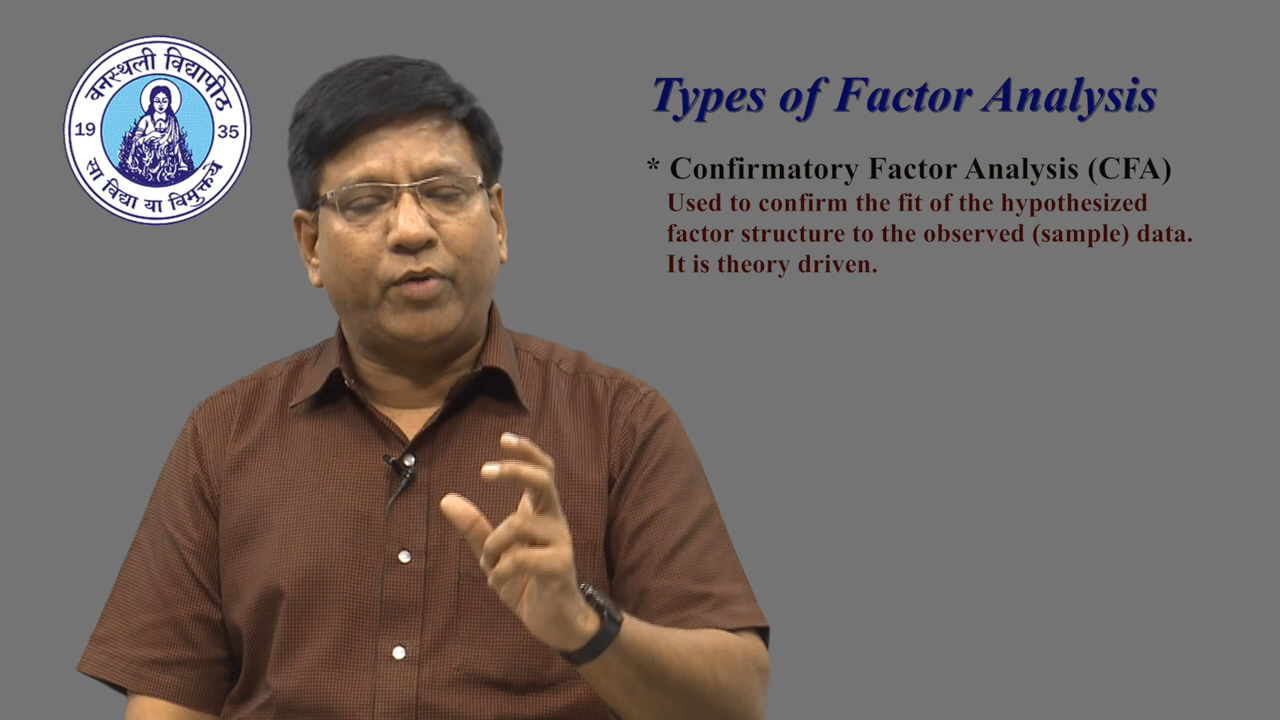 वनस्थली विद्यापीठ
19 35
सा विद्या या विमुक्तये
Types of Factor Analysis
* Confirmatory Factor Analysis (CFA)
Used to confirm the fit of the hypothesized
factor structure to the observed (sample) data.
It is theory driven.